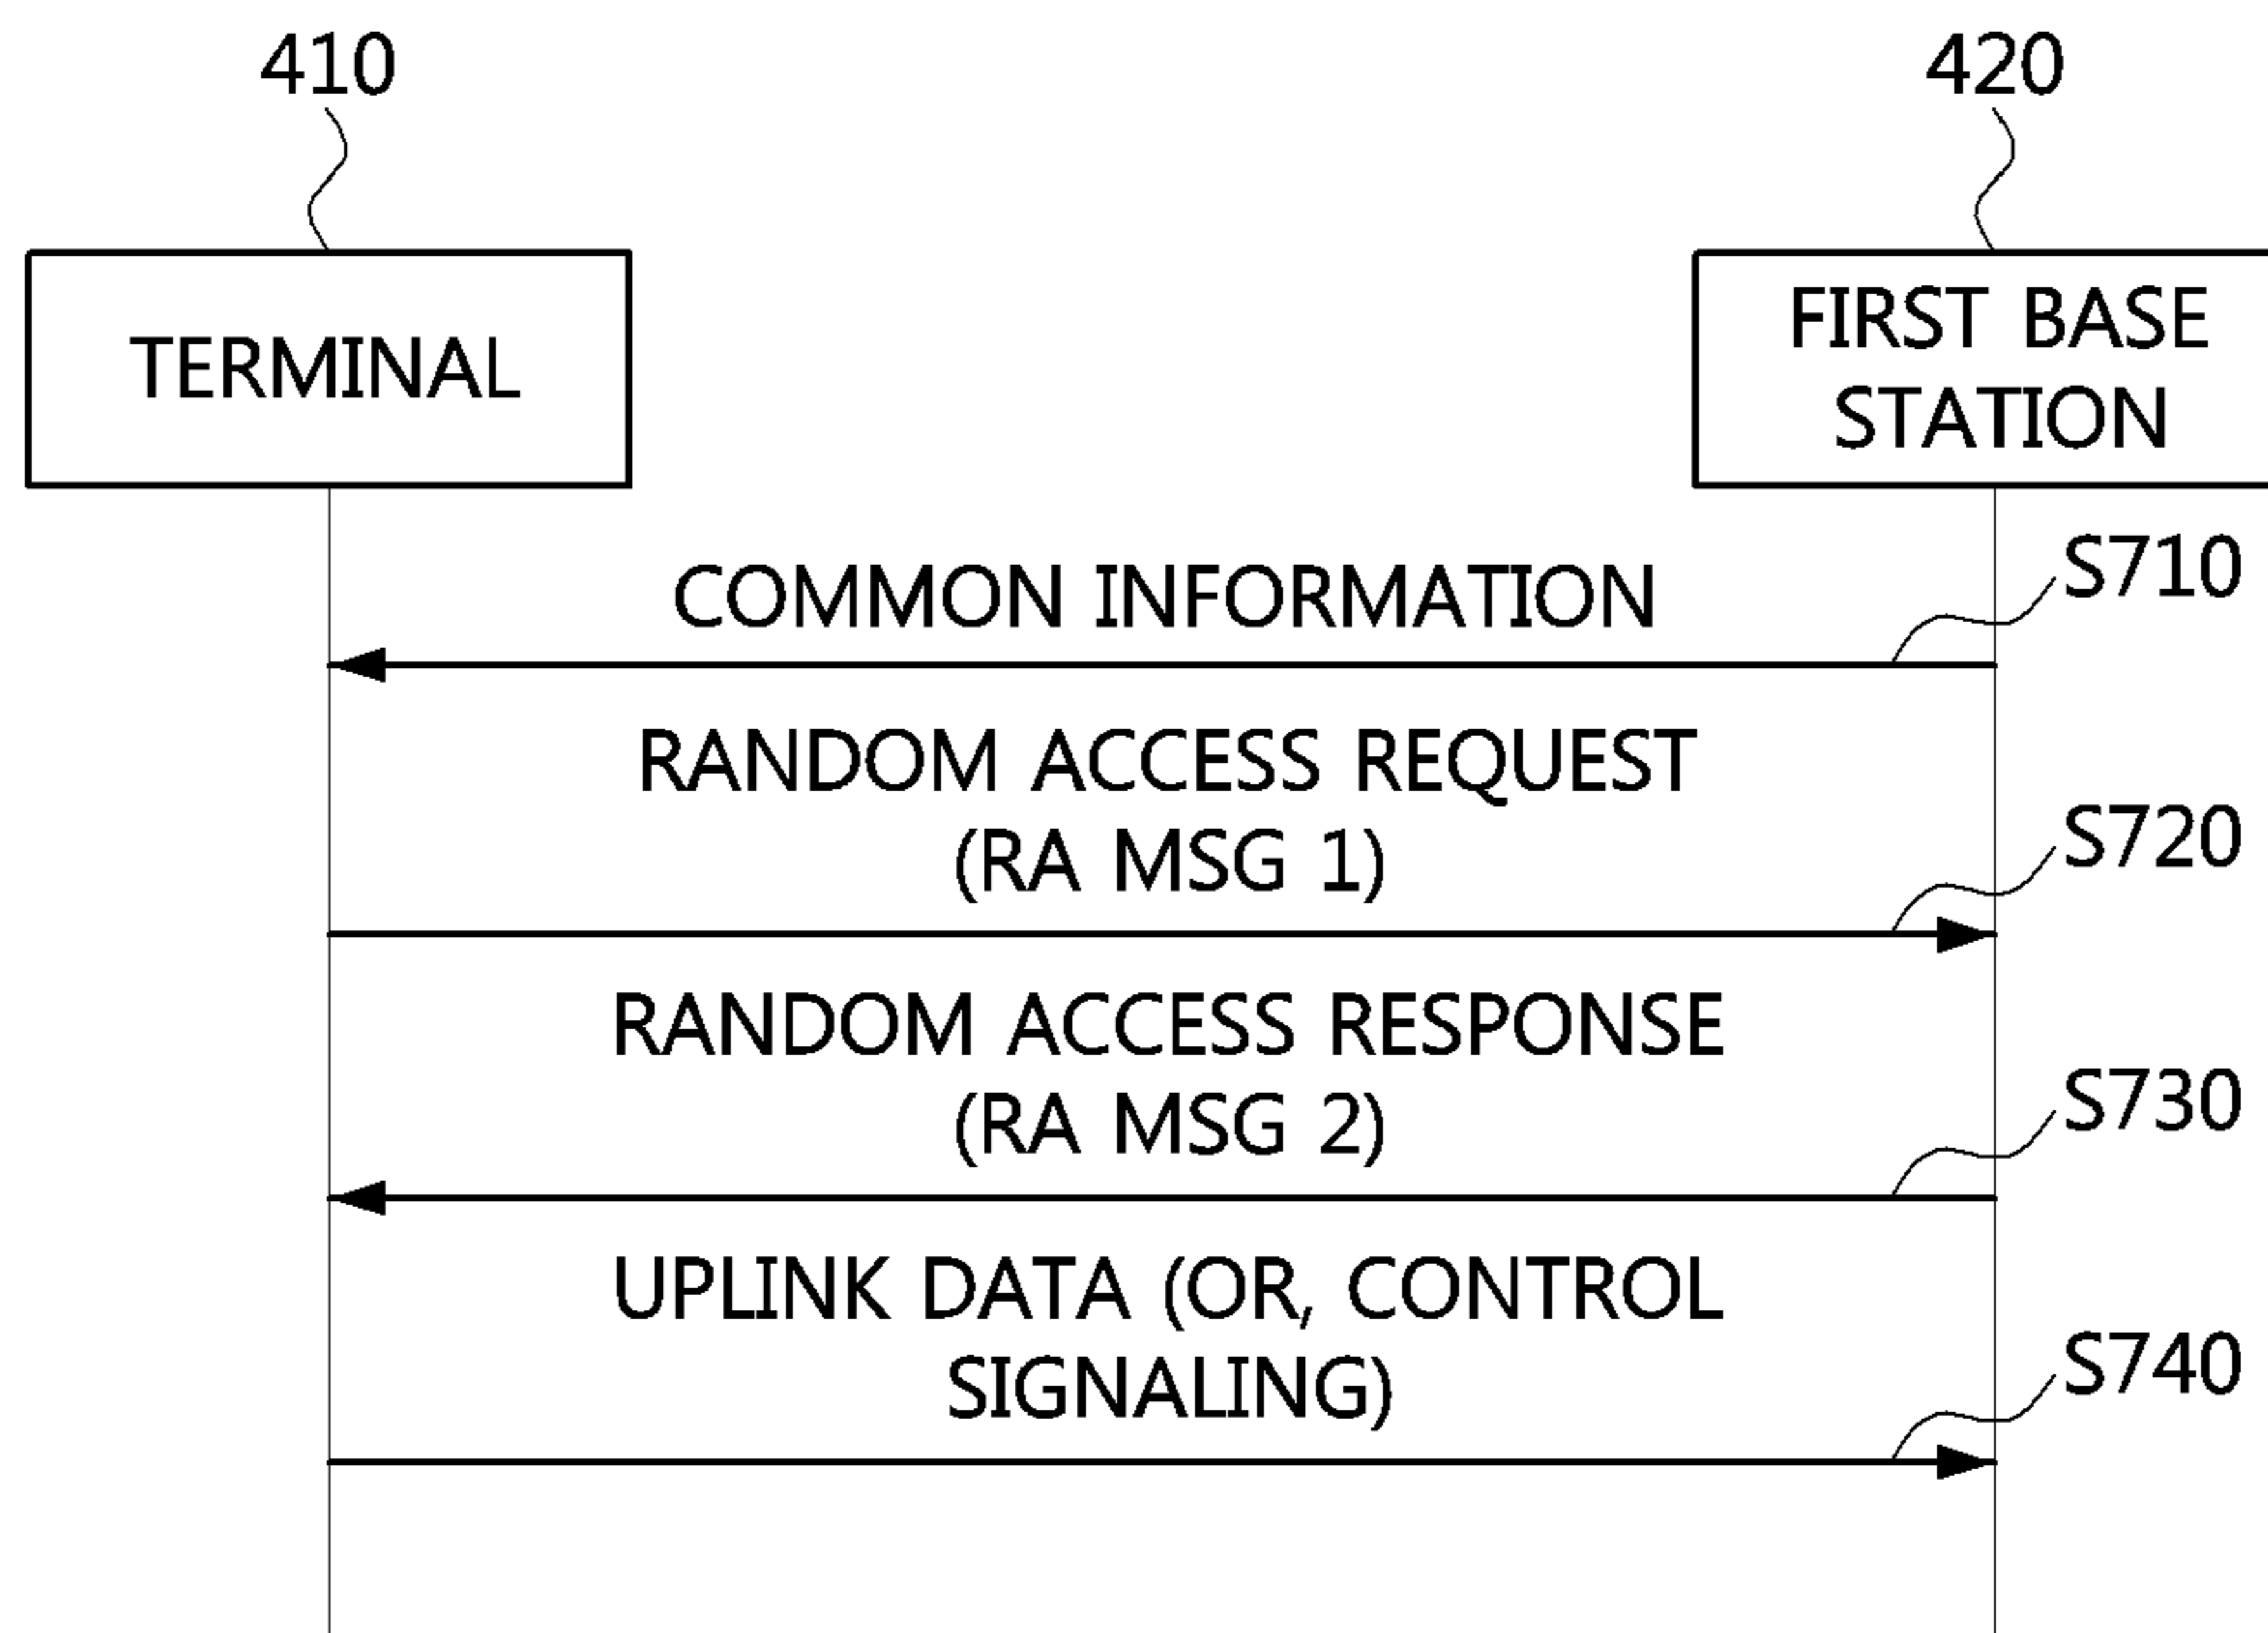 410
420
TERMINAL
FIRST BASE
STATION
COMMON INFORMATION
S710
RANDOM ACCESS REQUEST
(RA MSG 1)
S720
RANDOM ACCESS RESPONSE
(RA MSG 2)
S730
UPLINK DATA (OR, CONTROL
SIGNALING)
S740